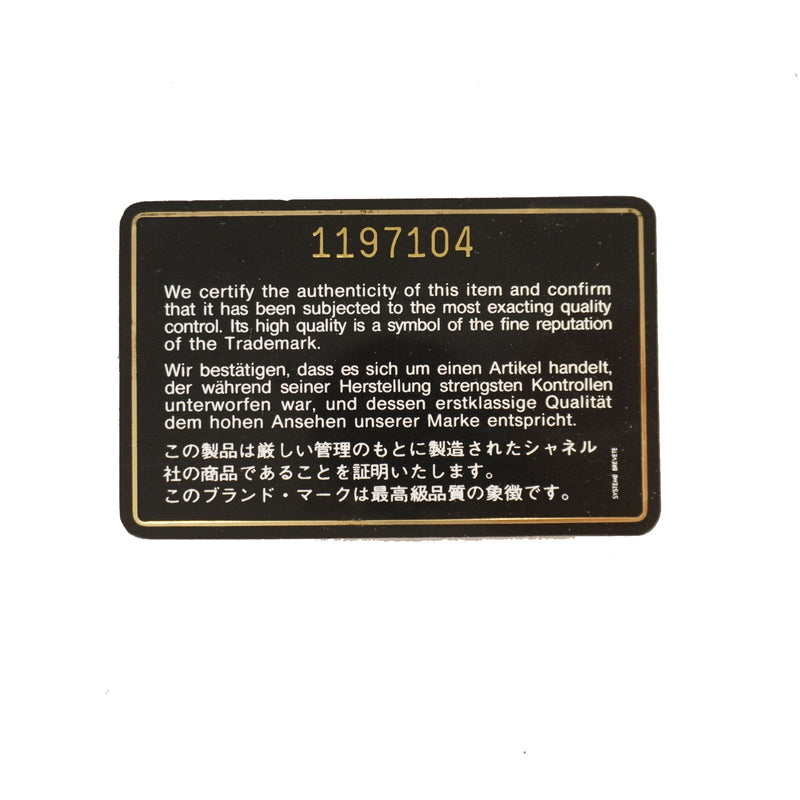 1197104
We certify the authenticity of this item and confirm
that it has been subjected to the most exacting quality
control. Its high quality is a symbol of the fine reputation
of the Trademark.
Wir bestätigen, dass es sich um einen Artikel handelt,
der während seiner Herstellung strengsten Kontrollen
unterworfen war, und dessen erstklassige Qualität
dem hohen Ansehen unserer Marke entspricht.
この製品は厳しい管理のもとに製造されたシャネル
社の商品であることを証明いたします。
このブランド・マークは最高級品質の象徴です。
SYSTEME BREVETE